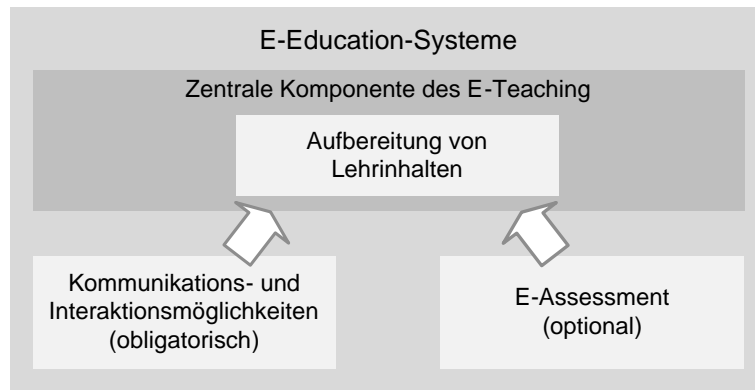 E-Education-Systeme
Zentrale Komponente des E-Teaching
Aufbereitung von
Lehrinhalten
Kommunikations- und
Interaktionsmöglichkeiten
(obligatorisch)
E-Assessment
(optional)